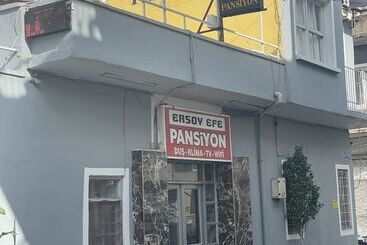 PANSİYON
ERSOY EFE
PANSİYON
DUŞ - KLİMA - TV - WİFİ